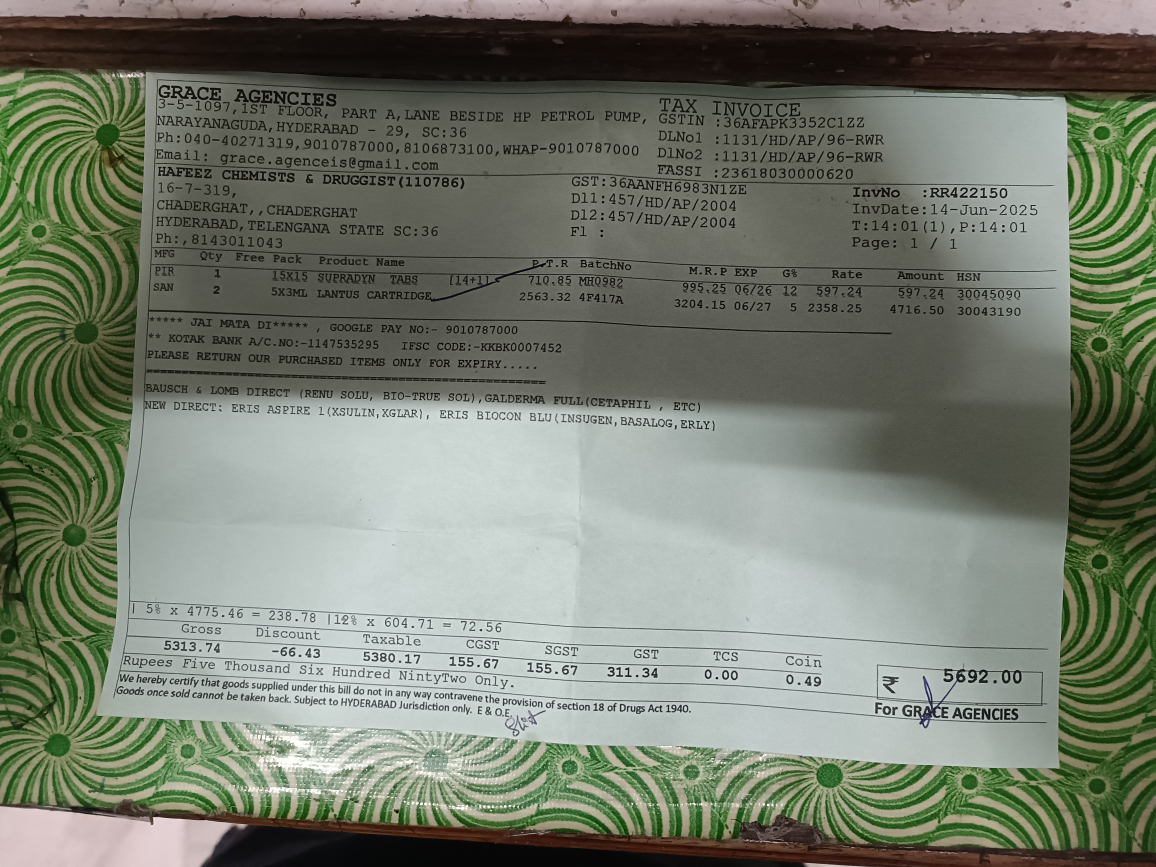 GRACE AGENCIES
3-5-1097,1ST FLOOR, PART A,LANE BESIDE HP PETROL PUMP,
NARAYANAGUDA,HYDERABAD - 29, SC:36
Ph:040-40271319,9010787000,8106873100,WHAP-9010787000
Email: grace.agenceis@gmail.com
TAX INVOICE
GSTIN :36AFAPK3352C1ZZ
DLNo1 :1131/HD/AP/96-RWR
DlNo2 :1131/HD/AP/96-RWR
FASSI :23618030000620
HAFEEZ CHEMISTS & DRUGGIST(110786)
16-7-319,
CHADERGHAT,,CHADERGHAT
HYDERABAD,TELENGANA STATE SC:36
Ph:,8143011043
GST:36AANFH6983N1ZE
Dl1:457/HD/AP/2004
Dl2:457/HD/AP/2004
Fl :
InvNo :RR422150
InvDate:14-Jun-2025
T:14:01(1),P:14:01
Page: 1 / 1
MFG Qty Free Pack Product Name P.T.R BatchNo M.R.P EXP G% Rate Amount HSN
PIR 1 15X15 SUPRADYN TABS [14+1] 710.85 MH0982 995.25 06/26 12 597.24 597.24 30045090
SAN 2 5X3ML LANTUS CARTRIDGE 2563.32 4F417A 3204.15 06/27 5 2358.25 4716.50 30043190
***** JAI MATA DI***** , GOOGLE PAY NO:- 9010787000
** KOTAK BANK A/C.NO:-1147535295 IFSC CODE:-KKBK0007452
PLEASE RETURN OUR PURCHASED ITEMS ONLY FOR EXPIRY.....
BAUSCH & LOMB DIRECT (RENU SOLU, BIO-TRUE SOL),GALDERMA FULL(CETAPHIL , ETC)
NEW DIRECT: ERIS ASPIRE 1(XSULIN,XGLAR), ERIS BIOCON BLU(INSUGEN,BASALOG,ERLY)
| 5% x 4775.46 = 238.78 |12% x 604.71 = 72.56
Gross Discount Taxable CGST SGST GST TCS Coin
5313.74 -66.43 5380.17 155.67 155.67 311.34 0.00 0.49
₹ 5692.00
Rupees Five Thousand Six Hundred NintyTwo Only.
We hereby certify that goods supplied under this bill do not in any way contravene the provision of section 18 of Drugs Act 1940.
Goods once sold cannot be taken back. Subject to HYDERABAD Jurisdiction only. E & O.E
For GRACE AGENCIES